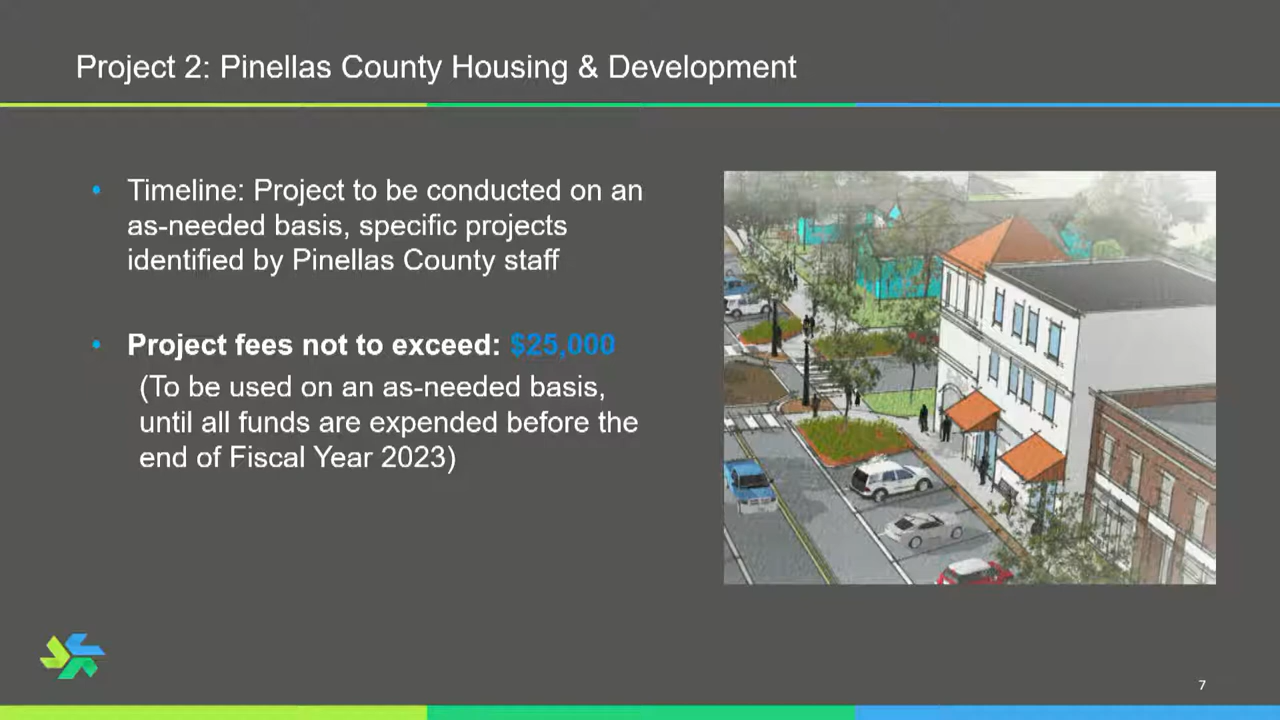 Project 2: Pinellas County Housing & Development
• Timeline: Project to be conducted on an
as-needed basis, specific projects
identified by Pinellas County staff
• Project fees not to exceed: $25,000
(To be used on an as-needed basis,
until all funds are expended before the
end of Fiscal Year 2023)
7